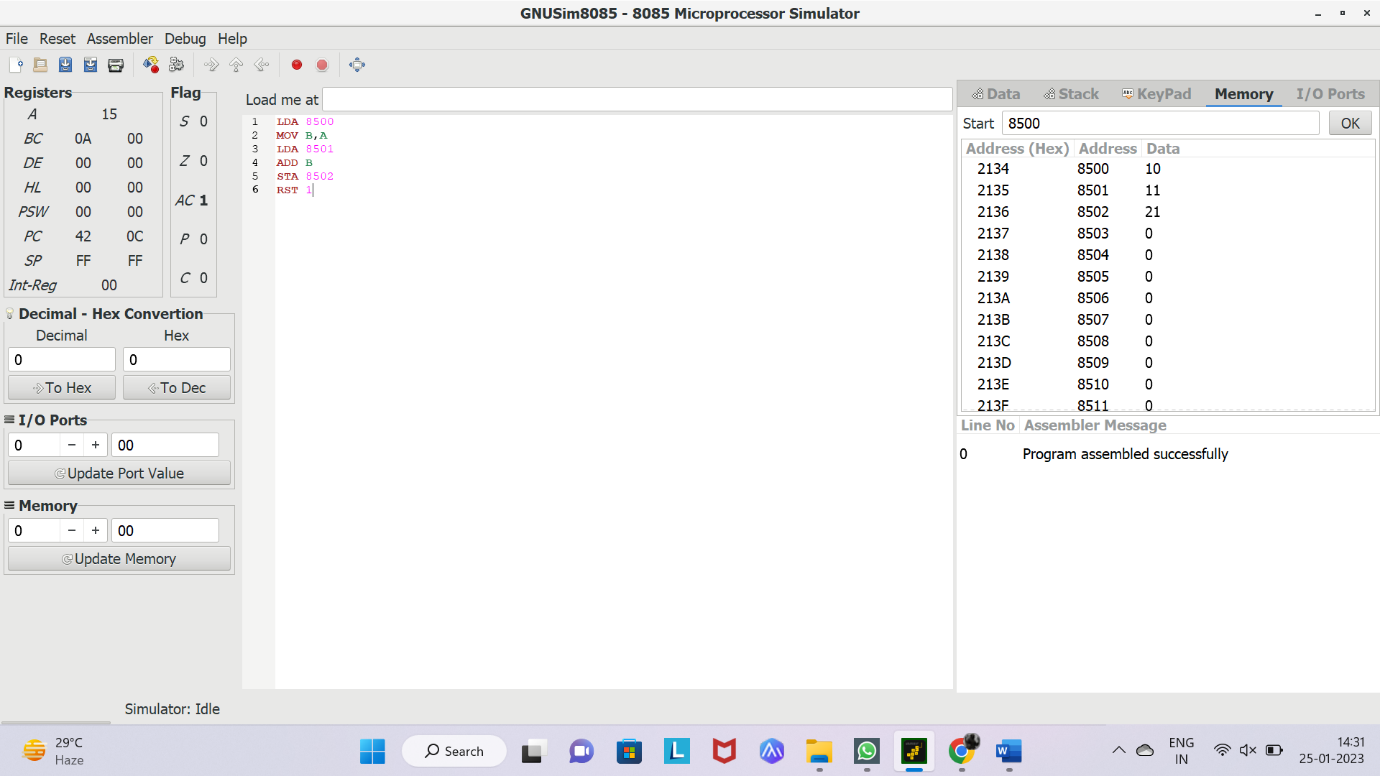 GNUSim8085 - 8085 Microprocessor Simulator
File Reset Assembler Debug Help
Registers
A 15
BC 0A 00
DE 00 00
HL 00 00
PSW 00 00
PC 42 0C
SP FF FF
Int-Reg 00
Flag
S 0
Z 0
AC 1
P 0
C 0
Decimal - Hex Convertion
Decimal Hex
0 0
To Hex To Dec
I/O Ports
0 - + 00
Update Port Value
Memory
0 - + 00
Update Memory
Load me at
1 LDA 8500
2 MOV B,A
3 LDA 8501
4 ADD B
5 STA 8502
6 RST 1
Data Stack KeyPad Memory I/O Ports
Start 8500 OK
Address (Hex) Address Data
2134 8500 10
2135 8501 11
2136 8502 21
2137 8503 0
2138 8504 0
2139 8505 0
213A 8506 0
213B 8507 0
213C 8508 0
213D 8509 0
213E 8510 0
213F 8511 0
Line No Assembler Message
0 Program assembled successfully
Simulator: Idle
29°C
Haze
Search
ENG
IN
14:31
25-01-2023